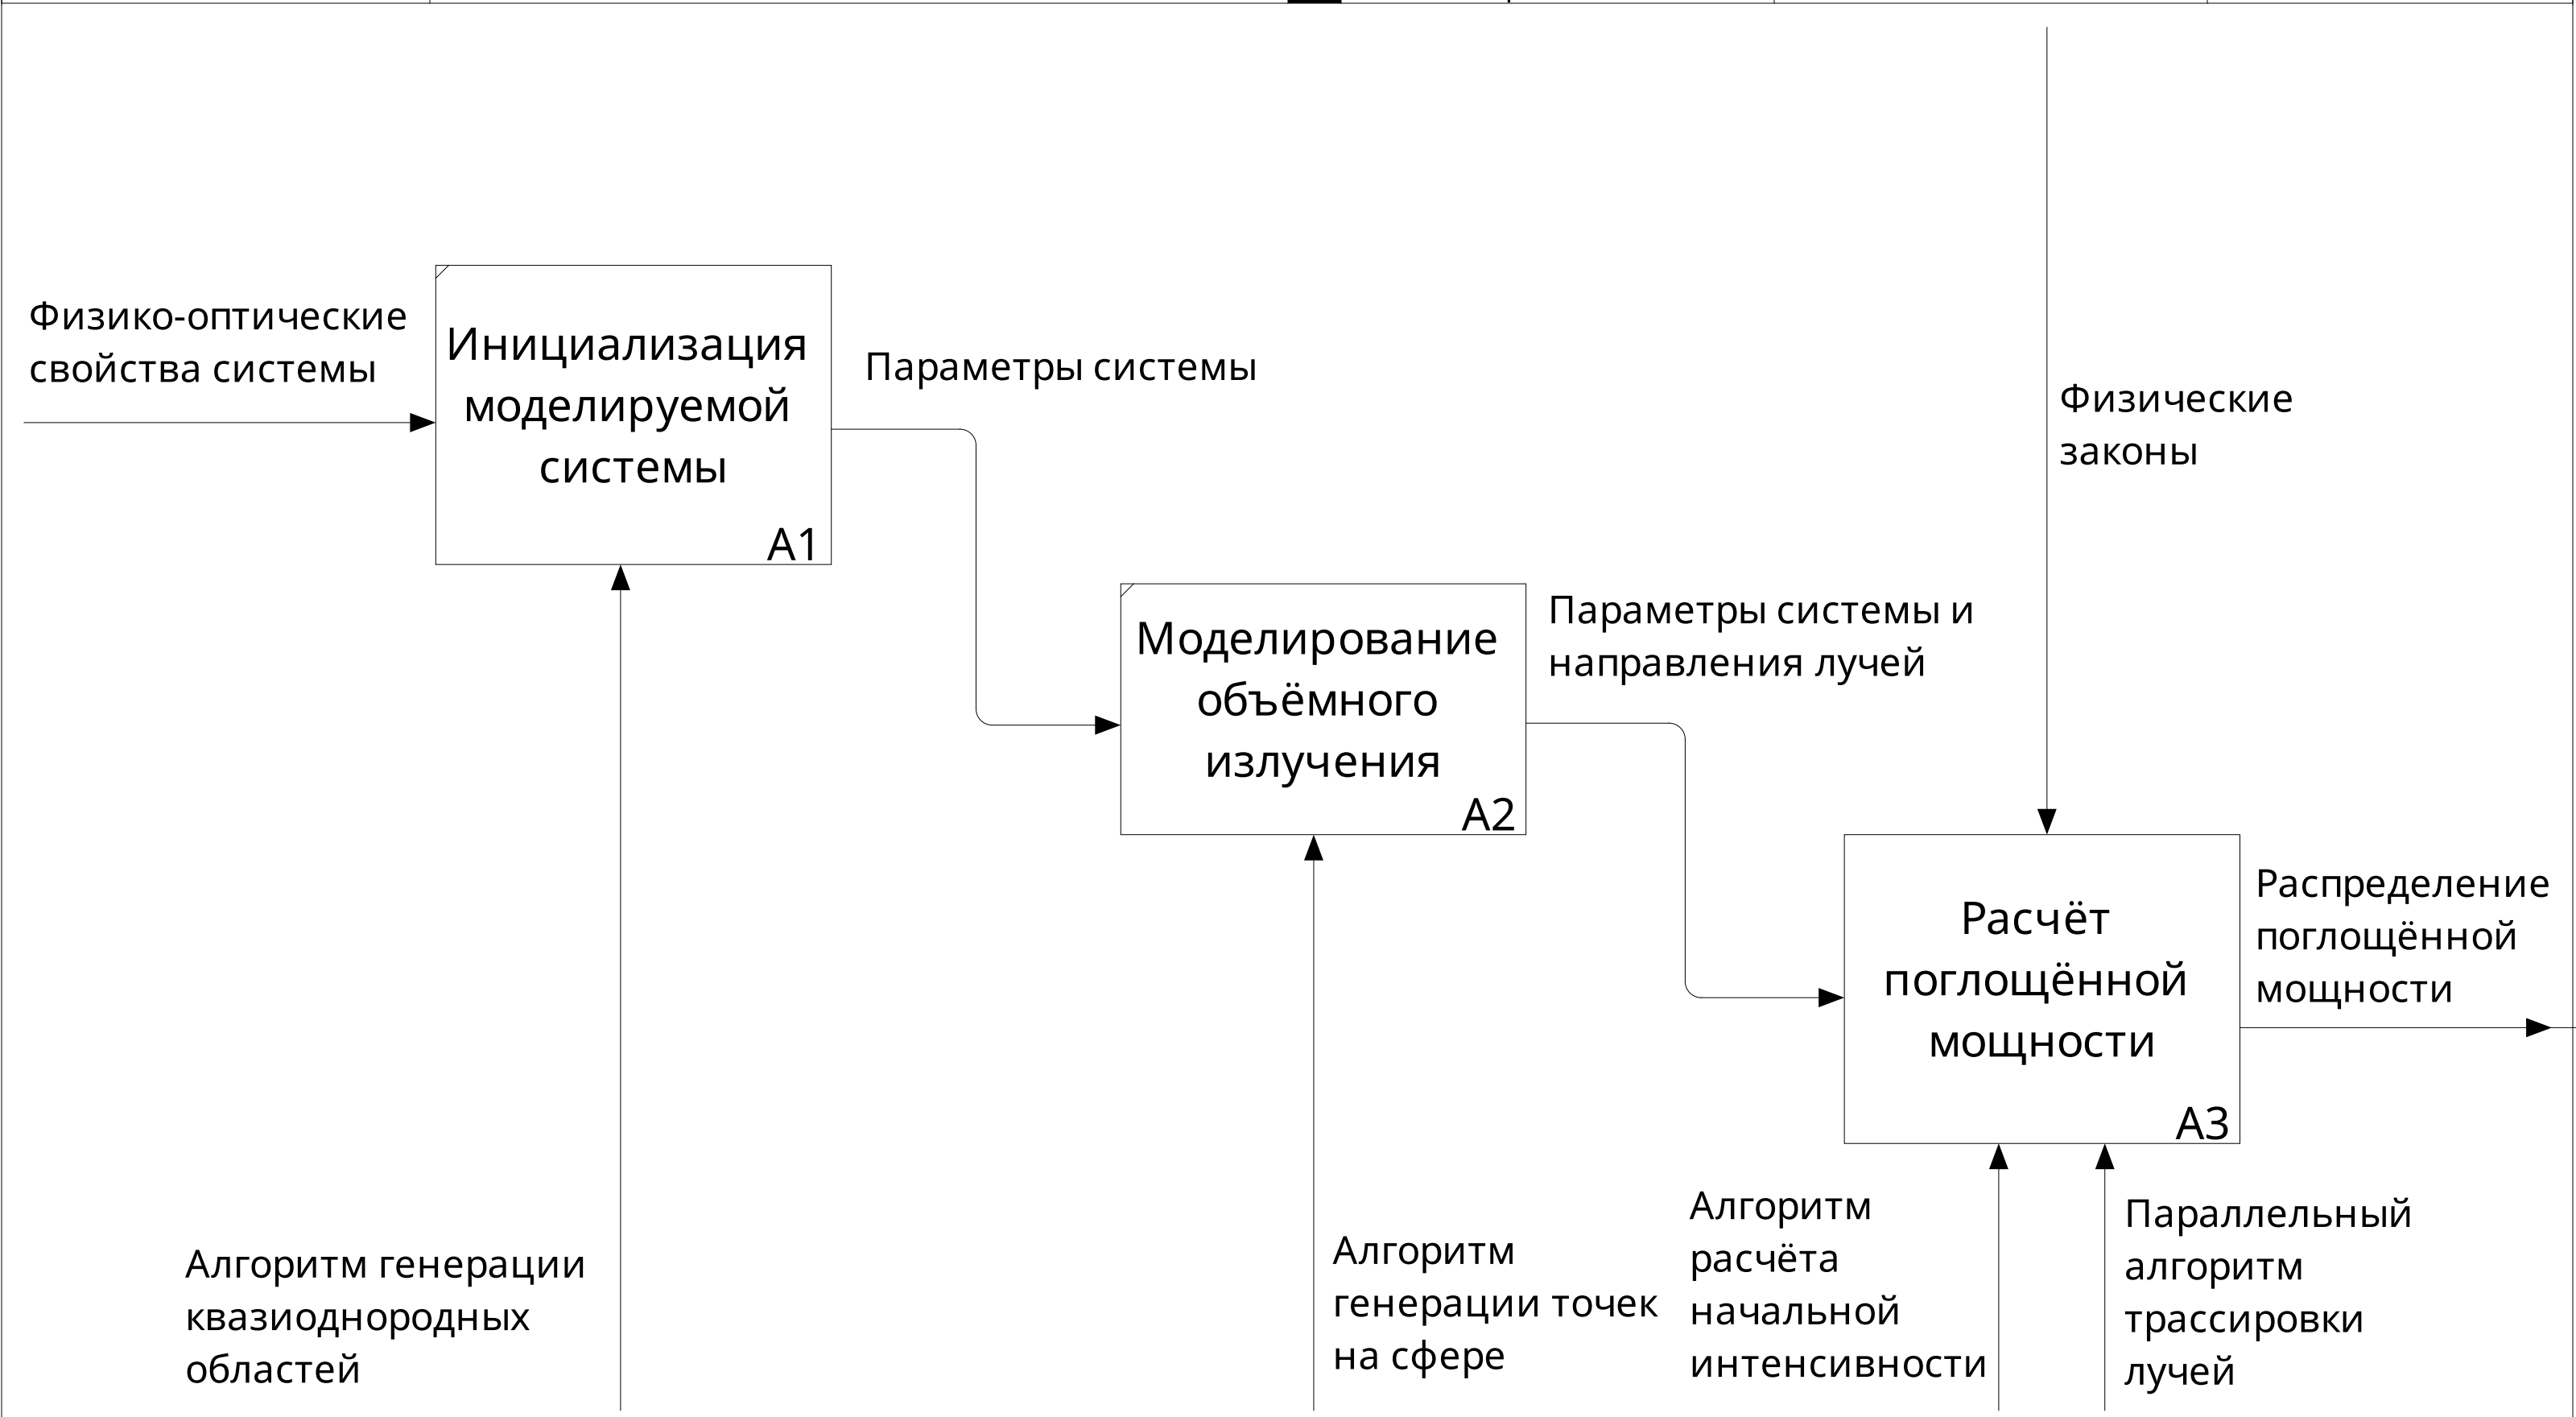 Физико-оптические
свойства системы
Инициализация
моделируемой
системы
A1
Параметры системы
Физические
законы
Моделирование
объёмного
излучения
A2
Параметры системы и
направления лучей
Расчёт
поглощённой
мощности
A3
Распределение
поглощённой
мощности
Алгоритм генерации
квазиоднородных
областей
Алгоритм
генерации точек
на сфере
Алгоритм
расчёта
начальной
интенсивности
Параллельный
алгоритм
трассировки
лучей